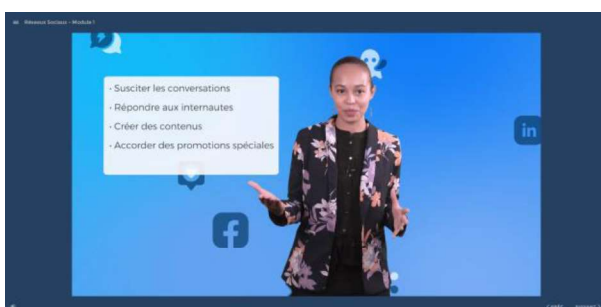 Réseaux Sociaux - Module 1
• Susciter les conversations
• Répondre aux internautes
• Créer des contenus
• Accorder des promotions spéciales
in
f